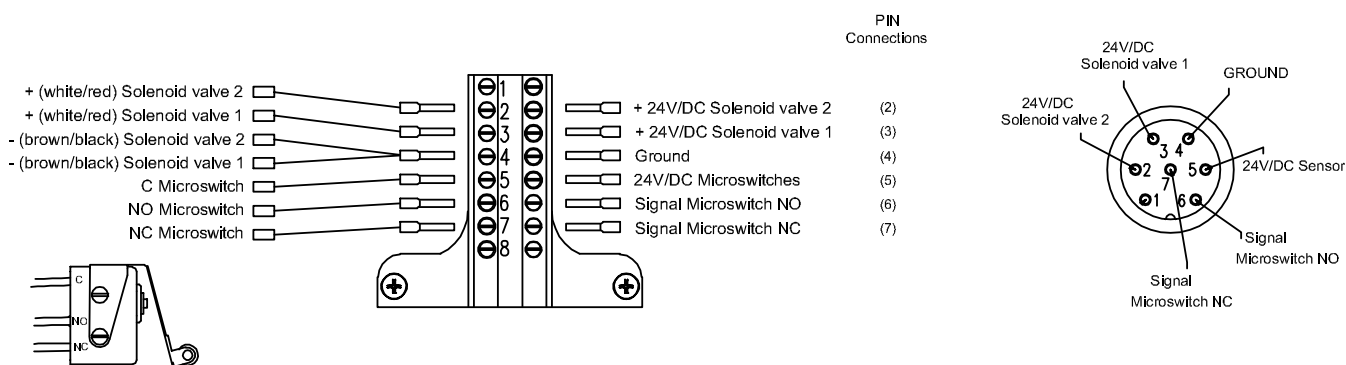 PIN
Connections
+ (white/red) Solenoid valve 2
+ (white/red) Solenoid valve 1
- (brown/black) Solenoid valve 2
- (brown/black) Solenoid valve 1
C Microswitch
NO Microswitch
NC Microswitch
1
2
3
4
5
6
7
8
+ 24V/DC Solenoid valve 2 (2)
+ 24V/DC Solenoid valve 1 (3)
Ground (4)
24V/DC Microswitches (5)
Signal Microswitch NO (6)
Signal Microswitch NC (7)
24V/DC
Solenoid valve 1
GROUND
24V/DC
Solenoid valve 2
3 4
2 7 5
1 6
24V/DC Sensor
Signal
Microswitch NO
Signal
Microswitch NC
C
NO
NC